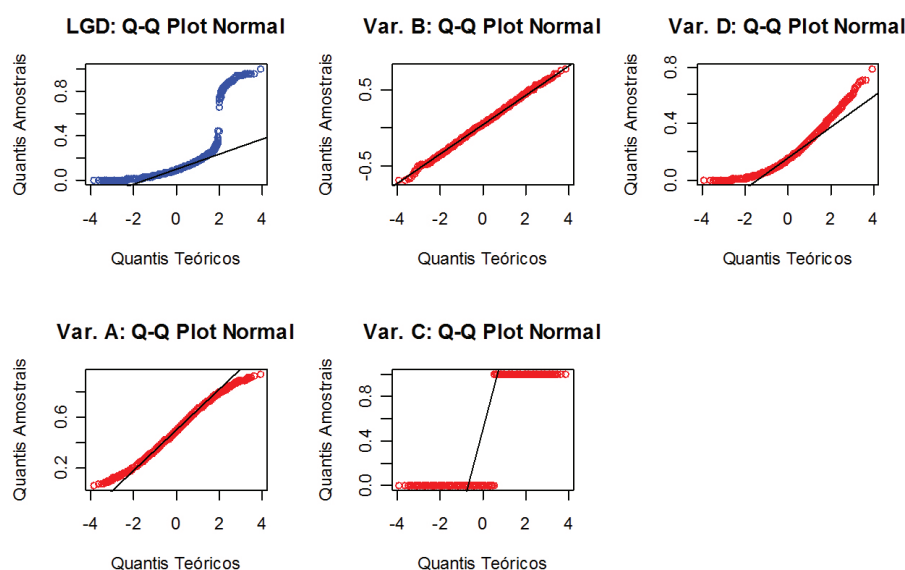 LGD: Q-Q Plot Normal
Quantis Amostrais
0.0 0.4 0.8
-4 -2 0 2 4
Quantis Teóricos
Var. B: Q-Q Plot Normal
Quantis Amostrais
-0.5 0.5
-4 -2 0 2 4
Quantis Teóricos
Var. D: Q-Q Plot Normal
Quantis Amostrais
0.0 0.4 0.8
-4 -2 0 2 4
Quantis Teóricos
Var. A: Q-Q Plot Normal
Quantis Amostrais
0.2 0.6
-4 -2 0 2 4
Quantis Teóricos
Var. C: Q-Q Plot Normal
Quantis Amostrais
0.0 0.4 0.8
-4 -2 0 2 4
Quantis Teóricos